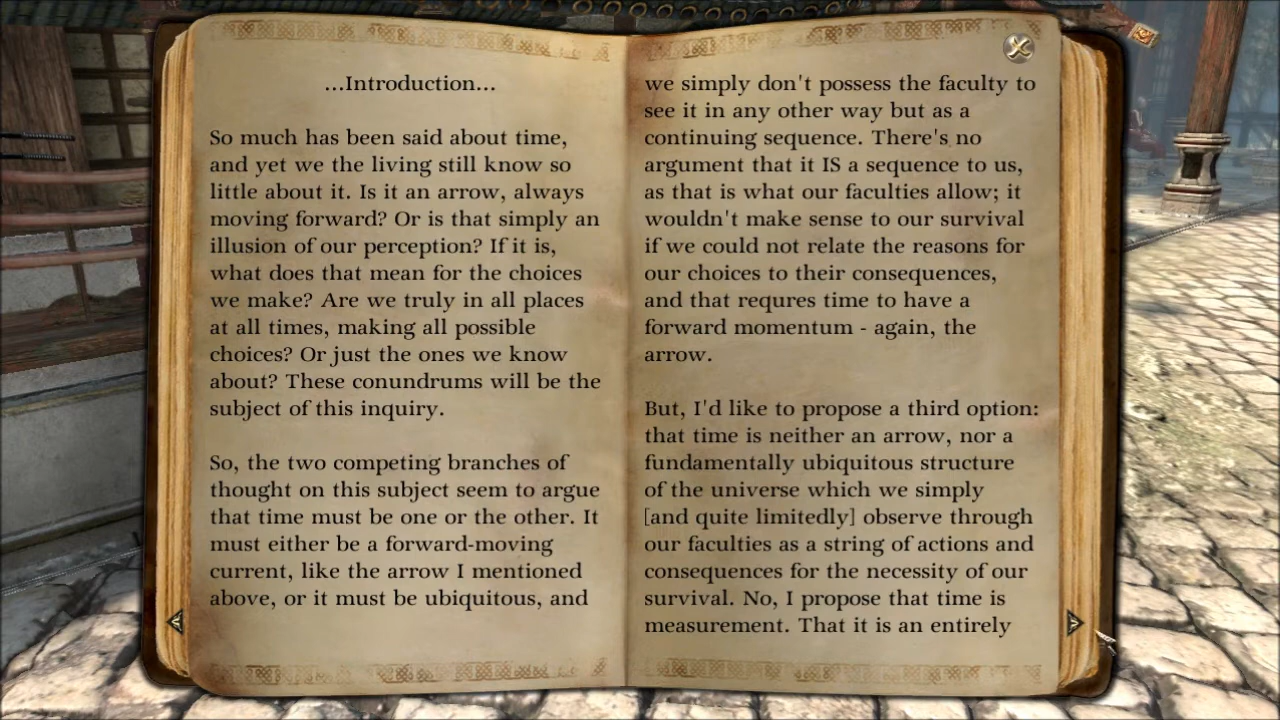 ...Introduction...
So much has been said about time,
and yet we the living still know so
little about it. Is it an arrow, always
moving forward? Or is that simply an
illusion of our perception? If it is,
what does that mean for the choices
we make? Are we truly in all places
at all times, making all possible
choices? Or just the ones we know
about? These conundrums will be the
subject of this inquiry.
So, the two competing branches of
thought on this subject seem to argue
that time must be one or the other. It
must either be a forward-moving
current, like the arrow I mentioned
above, or it must be ubiquitous, and
we simply don't possess the faculty to
see it in any other way but as a
continuing sequence. There's no
argument that it IS a sequence to us,
as that is what our faculties allow; it
wouldn't make sense to our survival
if we could not relate the reasons for
our choices to their consequences,
and that requres time to have a
forward momentum - again, the
arrow.
But, I'd like to propose a third option:
that time is neither an arrow, nor a
fundamentally ubiquitous structure
of the universe which we simply
[and quite limitedly] observe through
our faculties as a string of actions and
consequences for the necessity of our
survival. No, I propose that time is
measurement. That it is an entirely